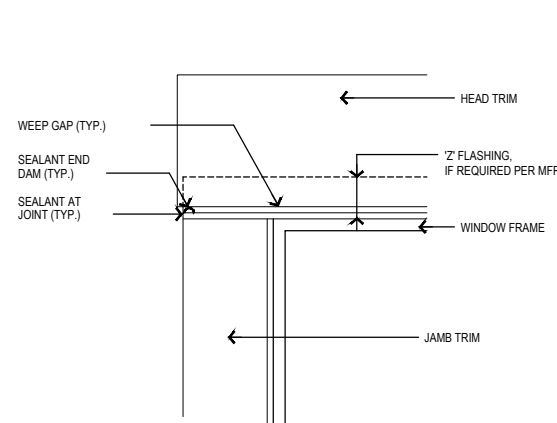 HEAD TRIM
WEEP GAP (TYP.)
'Z' FLASHING,
IF REQUIRED PER MFR
SEALANT END
DAM (TYP.)
SEALANT AT
JOINT (TYP.)
WINDOW FRAME
JAMB TRIM